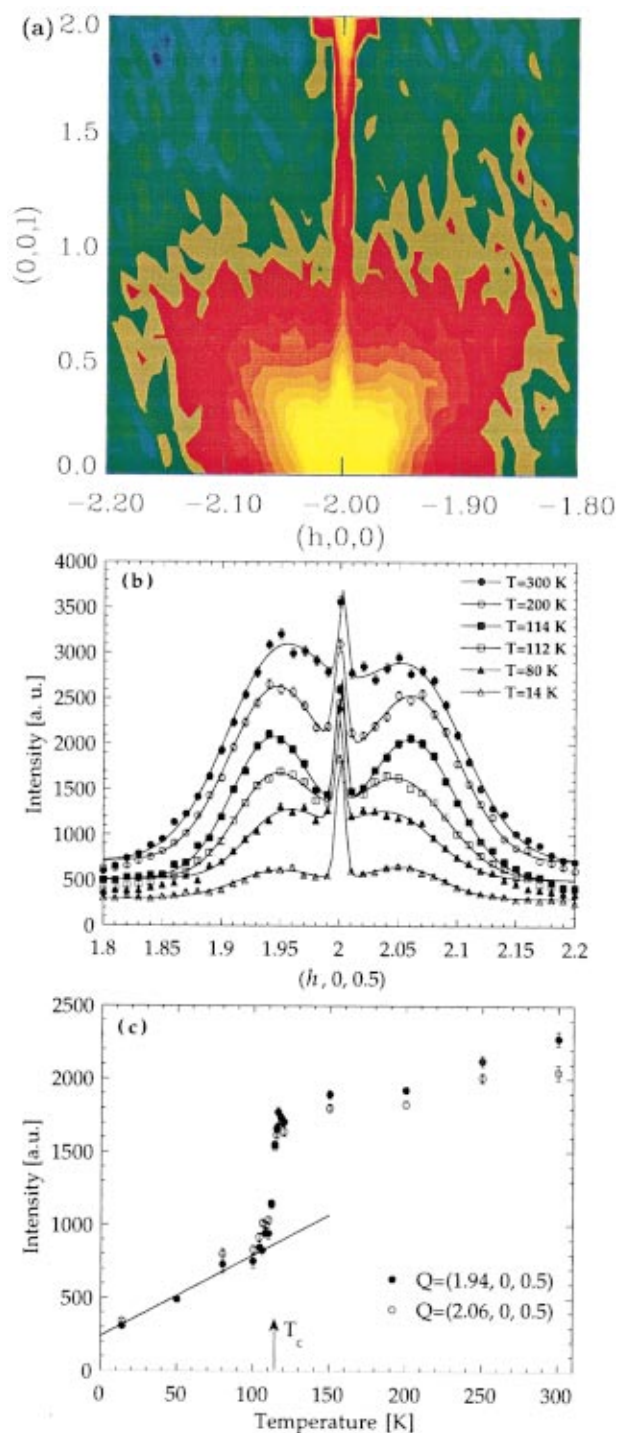 (a)
2.0
1.5
(0,0,l)
1.0
0.5
0.0
−2.20 −2.10 −2.00 −1.90 −1.80
(h,0,0)
(b)
4000
3500
3000
2500
2000
1500
1000
500
0
Intensity [a. u.]
T=300 K
T=200 K
T=114 K
T=112 K
T=80 K
T=14 K
1.8 1.85 1.9 1.95 2 2.05 2.1 2.15 2.2
(h, 0, 0.5)
(c)
2500
2000
1500
1000
500
0
Intensity [a.u.]
Q=(1.94, 0, 0.5)
Q=(2.06, 0, 0.5)
Tc
0 50 100 150 200 250 300
Temperature [K]